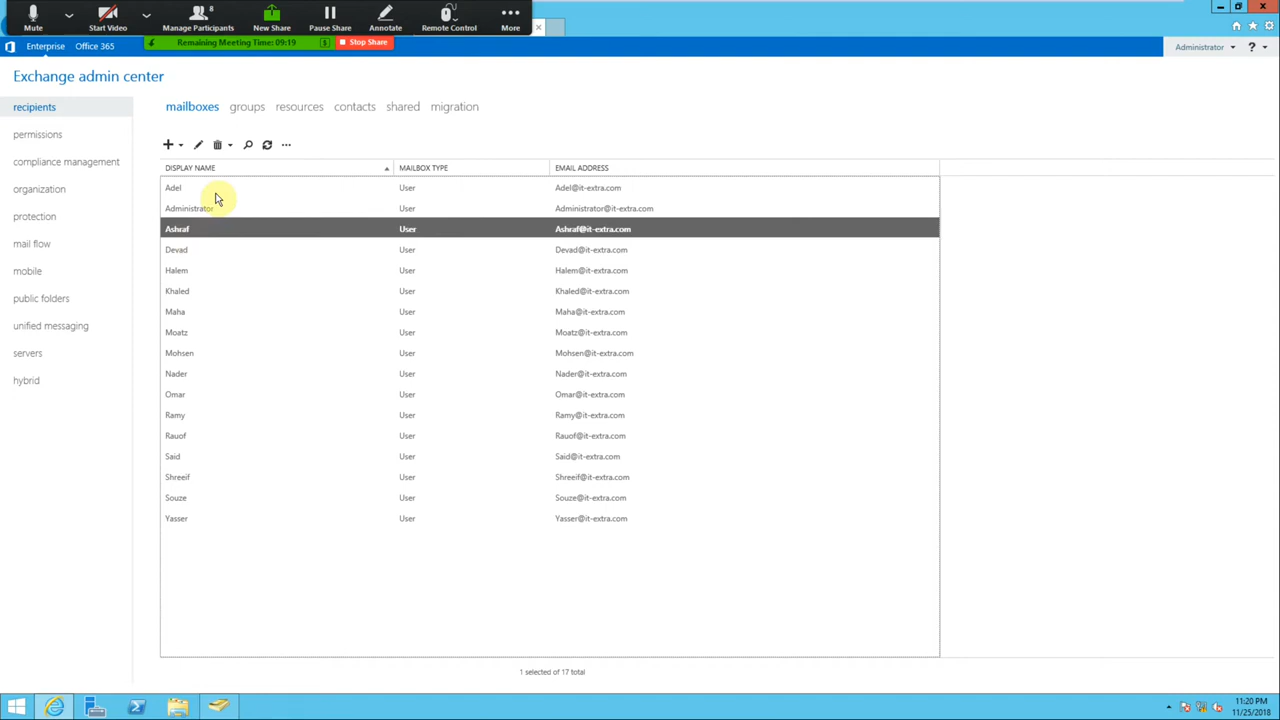 8
Mute Start Video Manage Participants New Share Pause Share Annotate Remote Control More
Remaining Meeting Time: 09:19 $ Stop Share
Enterprise Office 365
Administrator ?
Exchange admin center
recipients
permissions
compliance management
organization
protection
mail flow
mobile
public folders
unified messaging
servers
hybrid
mailboxes groups resources contacts shared migration
DISPLAY NAME MAILBOX TYPE EMAIL ADDRESS
Adel User Adel@it-extra.com
Administrator User Administrator@it-extra.com
Ashraf User Ashraf@it-extra.com
Devad User Devad@it-extra.com
Halem User Halem@it-extra.com
Khaled User Khaled@it-extra.com
Maha User Maha@it-extra.com
Moatz User Moatz@it-extra.com
Mohsen User Mohsen@it-extra.com
Nader User Nader@it-extra.com
Omar User Omar@it-extra.com
Ramy User Ramy@it-extra.com
Rauof User Rauof@it-extra.com
Said User Said@it-extra.com
Shreeif User Shreeif@it-extra.com
Souze User Souze@it-extra.com
Yasser User Yasser@it-extra.com
1 selected of 17 total
11:20 PM
11/25/2018